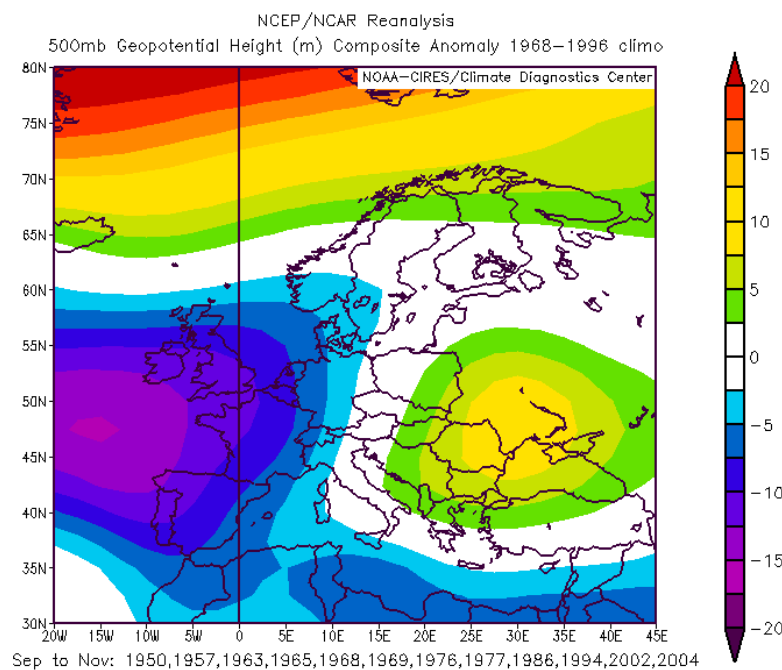 NCEP/NCAR Reanalysis
500mb Geopotential Height (m) Composite Anomaly 1968-1996 climo
NOAA-CIRES/Climate Diagnostics Center
80N
75N
70N
65N
60N
55N
50N
45N
40N
35N
30N
20W 15W 10W 5W 0 5E 10E 15E 20E 25E 30E 35E 40E 45E
20
15
10
5
0
-5
-10
-15
-20
Sep to Nov: 1950,1957,1963,1965,1968,1969,1976,1977,1986,1994,2002,2004